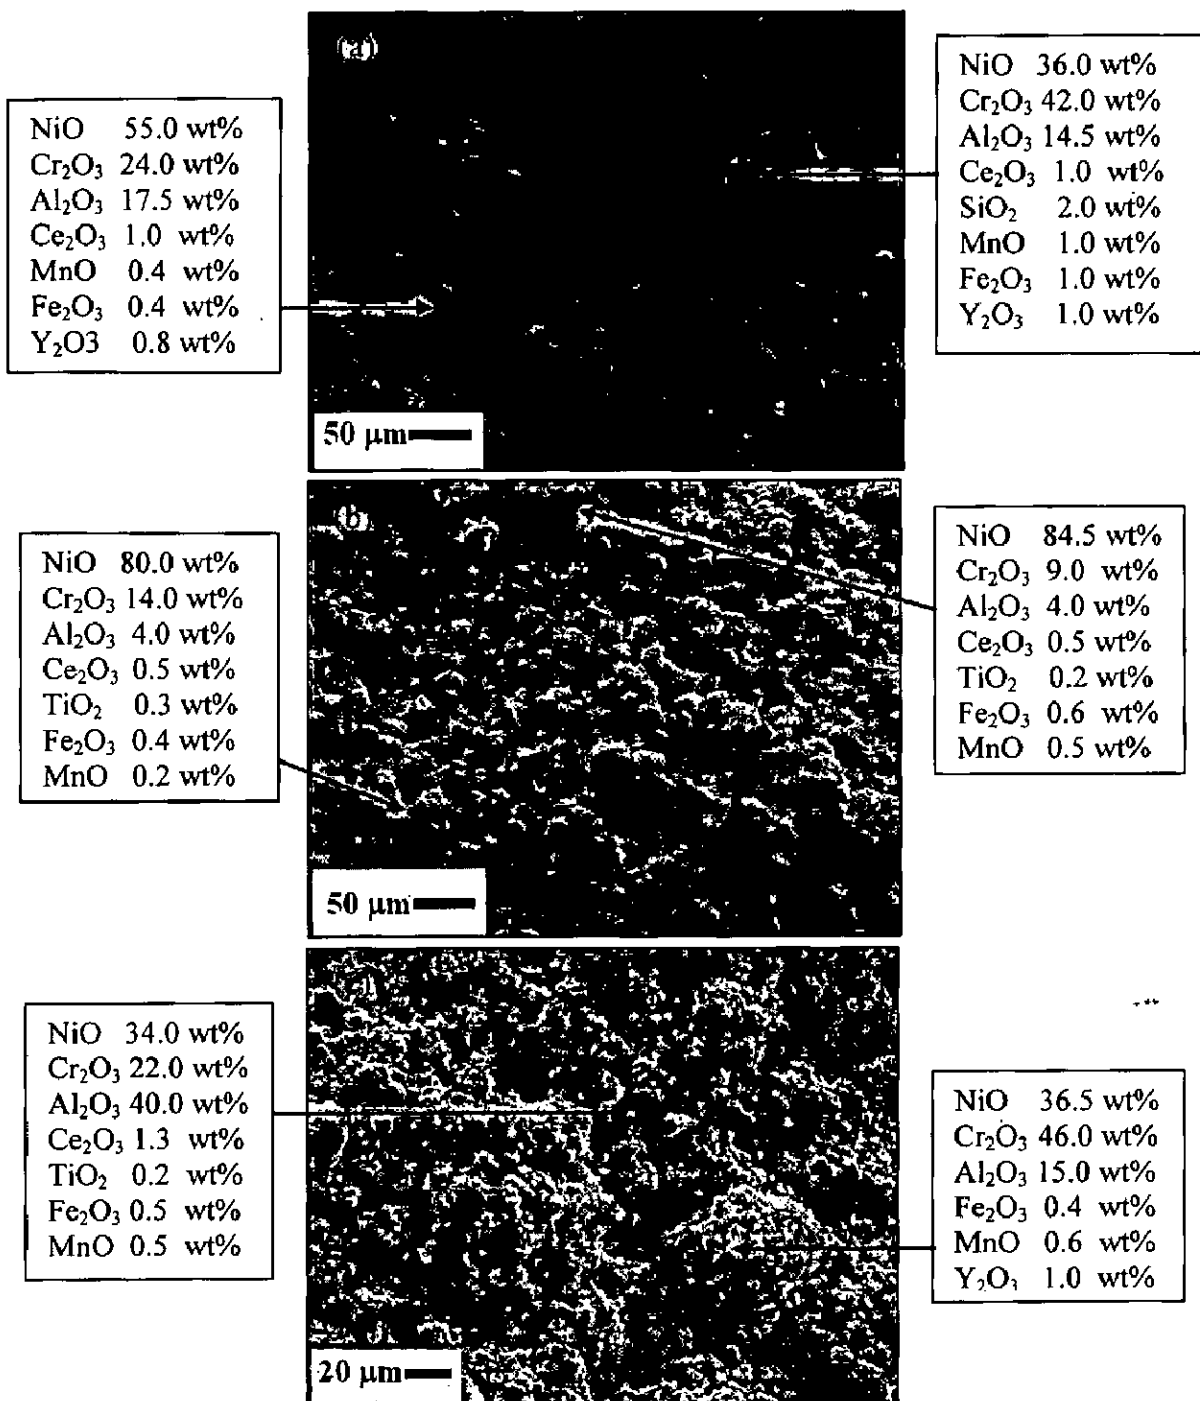 (a)
NiO 55.0 wt%
Cr₂O₃ 24.0 wt%
Al₂O₃ 17.5 wt%
Ce₂O₃ 1.0 wt%
MnO 0.4 wt%
Fe₂O₃ 0.4 wt%
Y₂O3 0.8 wt%
NiO 36.0 wt%
Cr₂O₃ 42.0 wt%
Al₂O₃ 14.5 wt%
Ce₂O₃ 1.0 wt%
SiO₂ 2.0 wt%
MnO 1.0 wt%
Fe₂O₃ 1.0 wt%
Y₂O₃ 1.0 wt%
50 µm
(b)
NiO 80.0 wt%
Cr₂O₃ 14.0 wt%
Al₂O₃ 4.0 wt%
Ce₂O₃ 0.5 wt%
TiO₂ 0.3 wt%
Fe₂O₃ 0.4 wt%
MnO 0.2 wt%
NiO 84.5 wt%
Cr₂O₃ 9.0 wt%
Al₂O₃ 4.0 wt%
Ce₂O₃ 0.5 wt%
TiO₂ 0.2 wt%
Fe₂O₃ 0.6 wt%
MnO 0.5 wt%
50 µm
NiO 34.0 wt%
Cr₂O₃ 22.0 wt%
Al₂O₃ 40.0 wt%
Ce₂O₃ 1.3 wt%
TiO₂ 0.2 wt%
Fe₂O₃ 0.5 wt%
MnO 0.5 wt%
NiO 36.5 wt%
Cr₂O₃ 46.0 wt%
Al₂O₃ 15.0 wt%
Fe₂O₃ 0.4 wt%
MnO 0.6 wt%
Y₂O₃ 1.0 wt%
20 µm